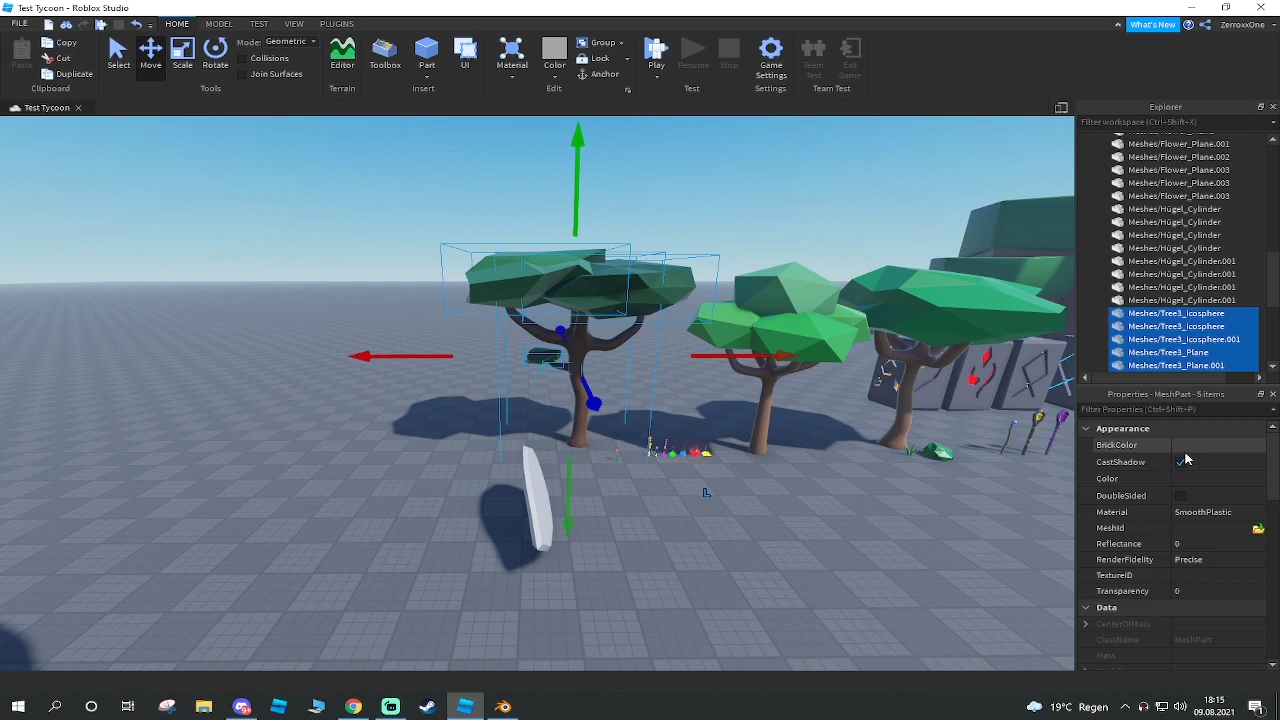 Test Tycoon - Roblox Studio
FILE HOME MODEL TEST VIEW PLUGINS What's New ZeroxxOne
Paste Copy Cut Duplicate Clipboard
Select Move Scale Rotate Mode: Geometric Collisions Join Surfaces Tools
Editor Terrain
Toolbox Part UI Insert
Material Color Group Lock Anchor Edit
Play Resume Stop Test
Game Settings Settings
Team Test Exit Game Team Test
Test Tycoon
Explorer
Filter workspace (Ctrl+Shift+X)
Meshes/Flower_Plane.001
Meshes/Flower_Plane.002
Meshes/Flower_Plane.003
Meshes/Flower_Plane.003
Meshes/Flower_Plane.001
Meshes/Hügel_Cylinder
Meshes/Hügel_Cylinder
Meshes/Hügel_Cylinder
Meshes/Hügel_Cylinder
Meshes/Hügel_Cylinder.001
Meshes/Hügel_Cylinder.001
Meshes/Hügel_Cylinder.001
Meshes/Hügel_Cylinder.001
Meshes/Tree3_Icosphere
Meshes/Tree3_Icosphere
Meshes/Tree3_Icosphere.001
Meshes/Tree3_Plane
Meshes/Tree3_Plane.001
Properties - MeshPart - 5 items
Filter Properties (Ctrl+Shift+P)
Appearance
BrickColor
CastShadow
Color
DoubleSided
Material SmoothPlastic
MeshId
Reflectance 0
RenderFidelity Precise
TextureID
Transparency 0
Data
CenterOfMass
ClassName MeshPart
Mass
L
19°C Regen 18:15
09.08.2021